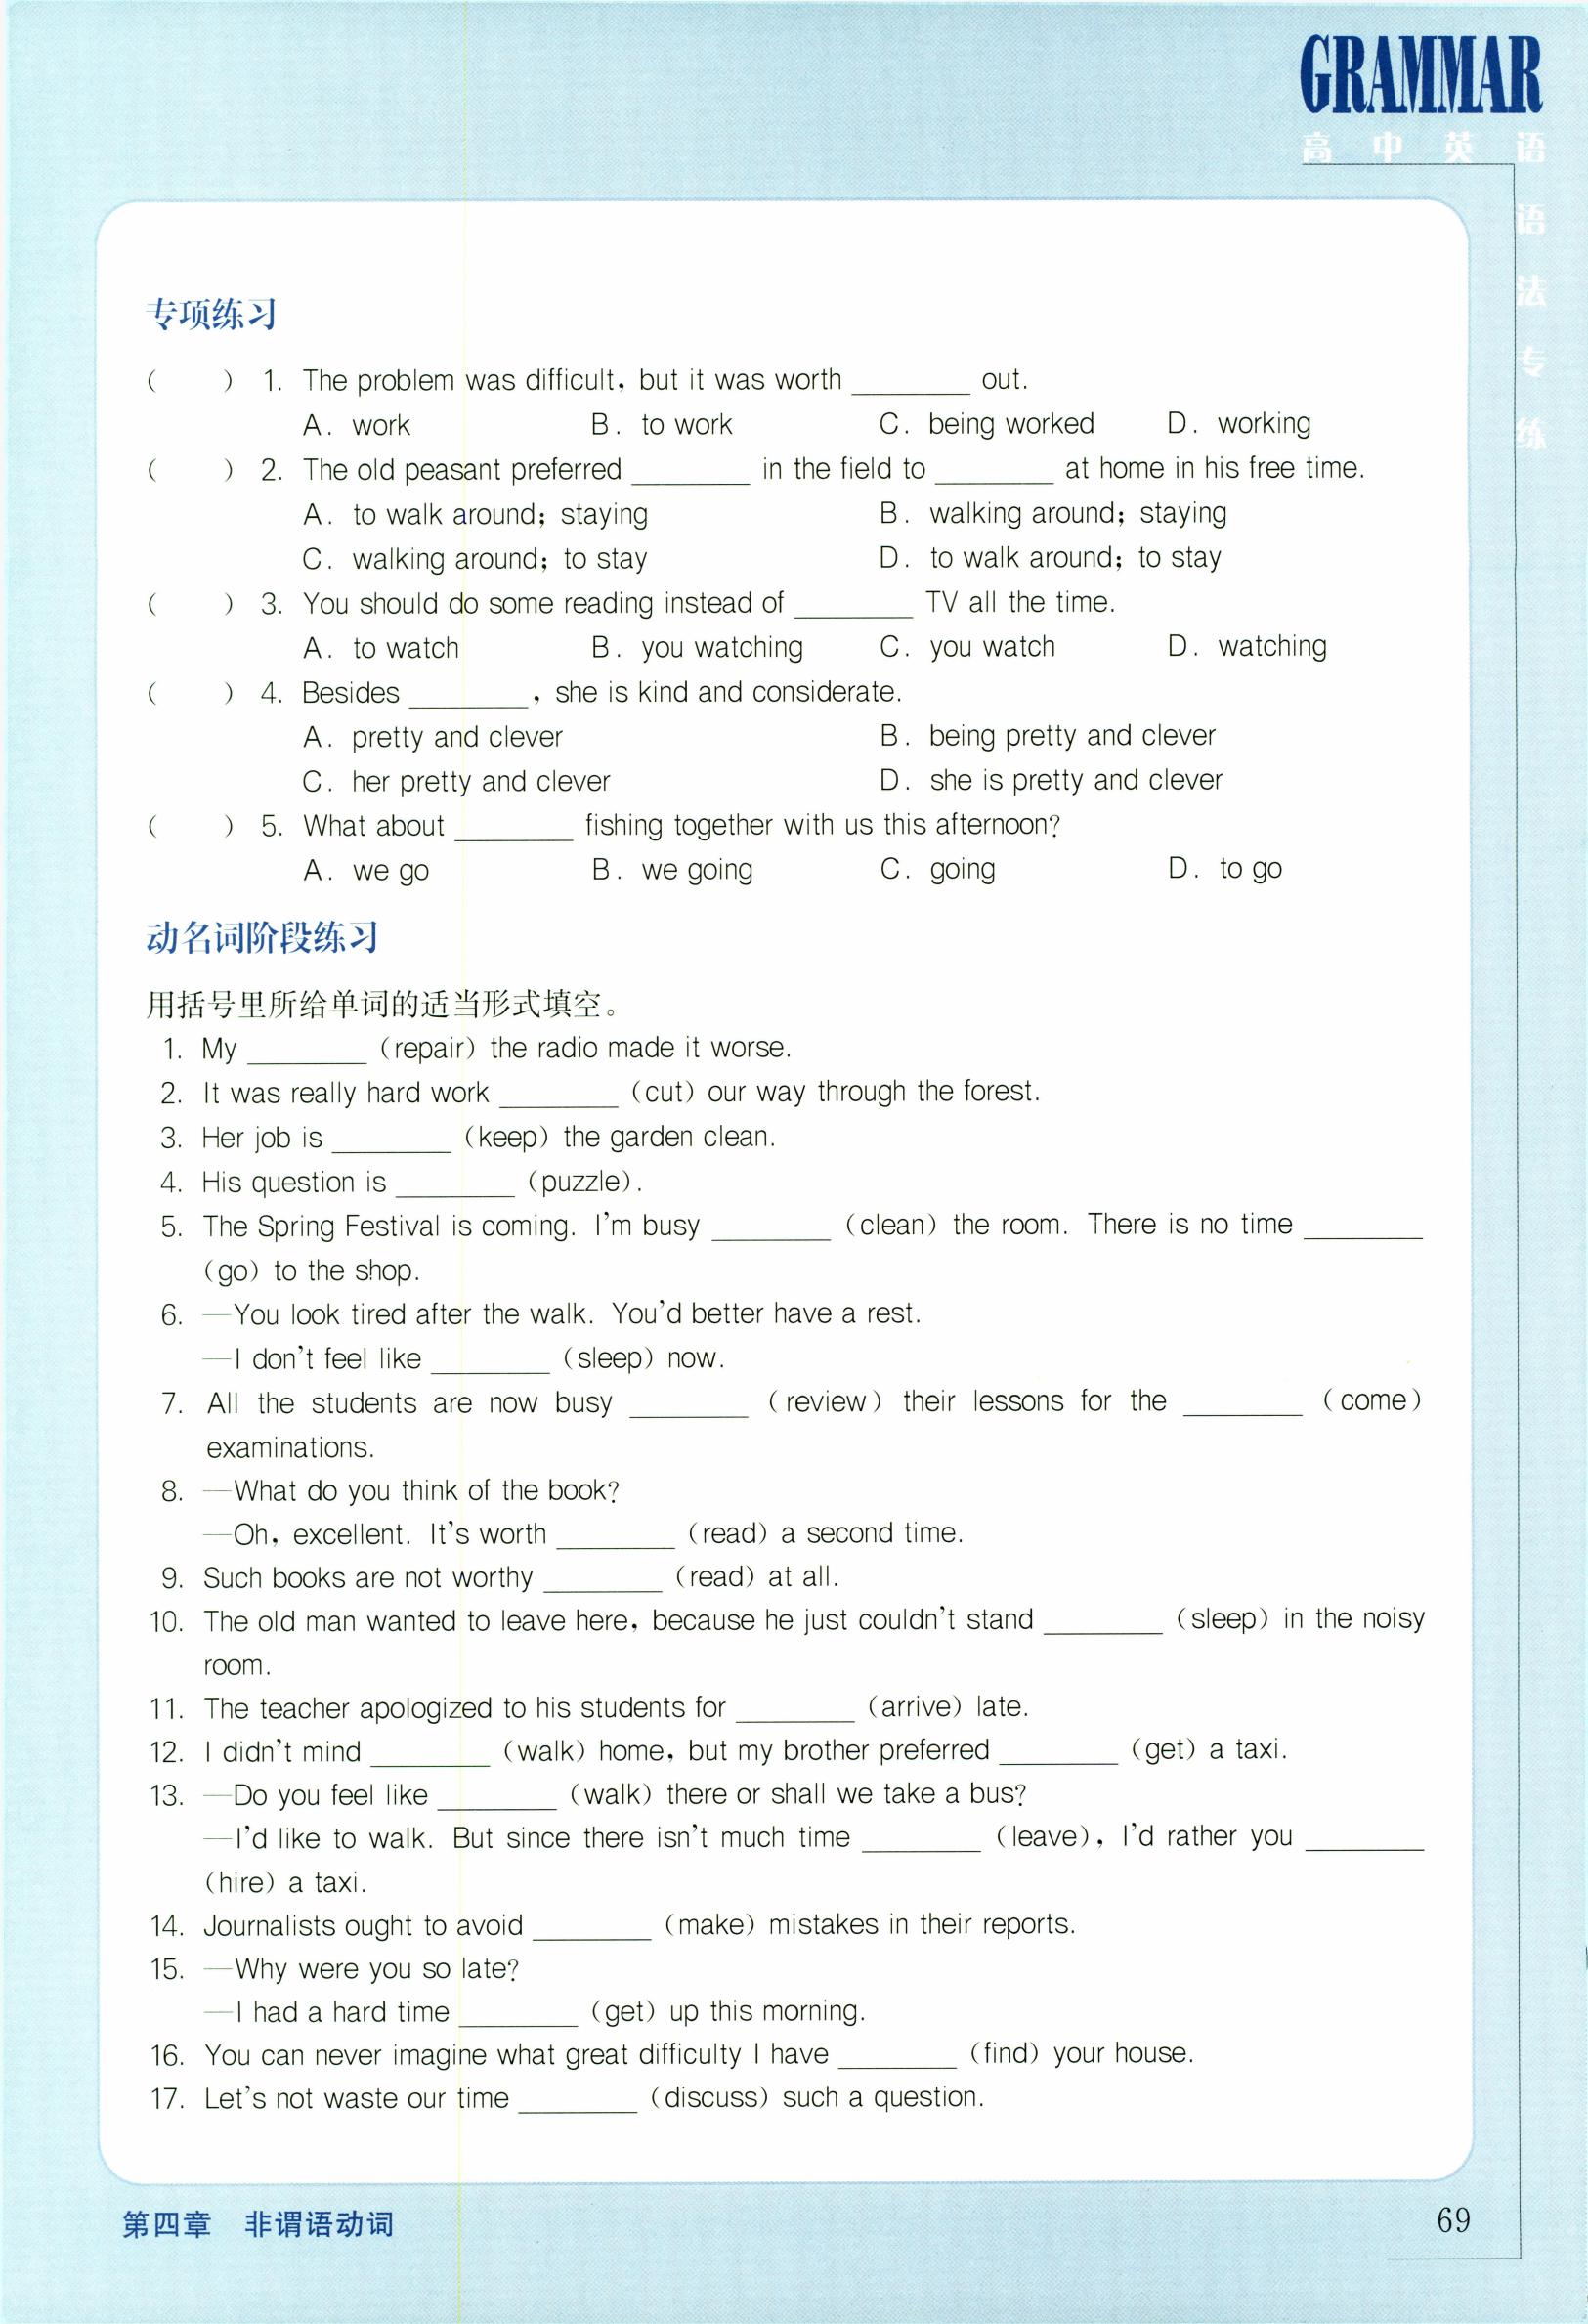 GRAMMAR
高中英语
语
法
专
练
专项练习
(  ) 1. The problem was difficult, but it was worth ________ out.
A. work B. to work C. being worked D. working
(  ) 2. The old peasant preferred ________ in the field to ________ at home in his free time.
A. to walk around; staying B. walking around; staying
C. walking around; to stay D. to walk around; to stay
(  ) 3. You should do some reading instead of ________ TV all the time.
A. to watch B. you watching C. you watch D. watching
(  ) 4. Besides ________, she is kind and considerate.
A. pretty and clever B. being pretty and clever
C. her pretty and clever D. she is pretty and clever
(  ) 5. What about ________ fishing together with us this afternoon?
A. we go B. we going C. going D. to go
动名词阶段练习
用括号里所给单词的适当形式填空。
1. My ________ (repair) the radio made it worse.
2. It was really hard work ________ (cut) our way through the forest.
3. Her job is ________ (keep) the garden clean.
4. His question is ________ (puzzle).
5. The Spring Festival is coming. I'm busy ________ (clean) the room. There is no time ________
(go) to the shop.
6. —You look tired after the walk. You'd better have a rest.
—I don't feel like ________ (sleep) now.
7. All the students are now busy ________ (review) their lessons for the ________ (come)
examinations.
8. —What do you think of the book?
—Oh, excellent. It's worth ________ (read) a second time.
9. Such books are not worthy ________ (read) at all.
10. The old man wanted to leave here, because he just couldn't stand ________ (sleep) in the noisy
room.
11. The teacher apologized to his students for ________ (arrive) late.
12. I didn't mind ________ (walk) home, but my brother preferred ________ (get) a taxi.
13. —Do you feel like ________ (walk) there or shall we take a bus?
—I'd like to walk. But since there isn't much time ________ (leave), I'd rather you ________
(hire) a taxi.
14. Journalists ought to avoid ________ (make) mistakes in their reports.
15. —Why were you so late?
—I had a hard time ________ (get) up this morning.
16. You can never imagine what great difficulty I have ________ (find) your house.
17. Let's not waste our time ________ (discuss) such a question.
第四章 非谓语动词
69